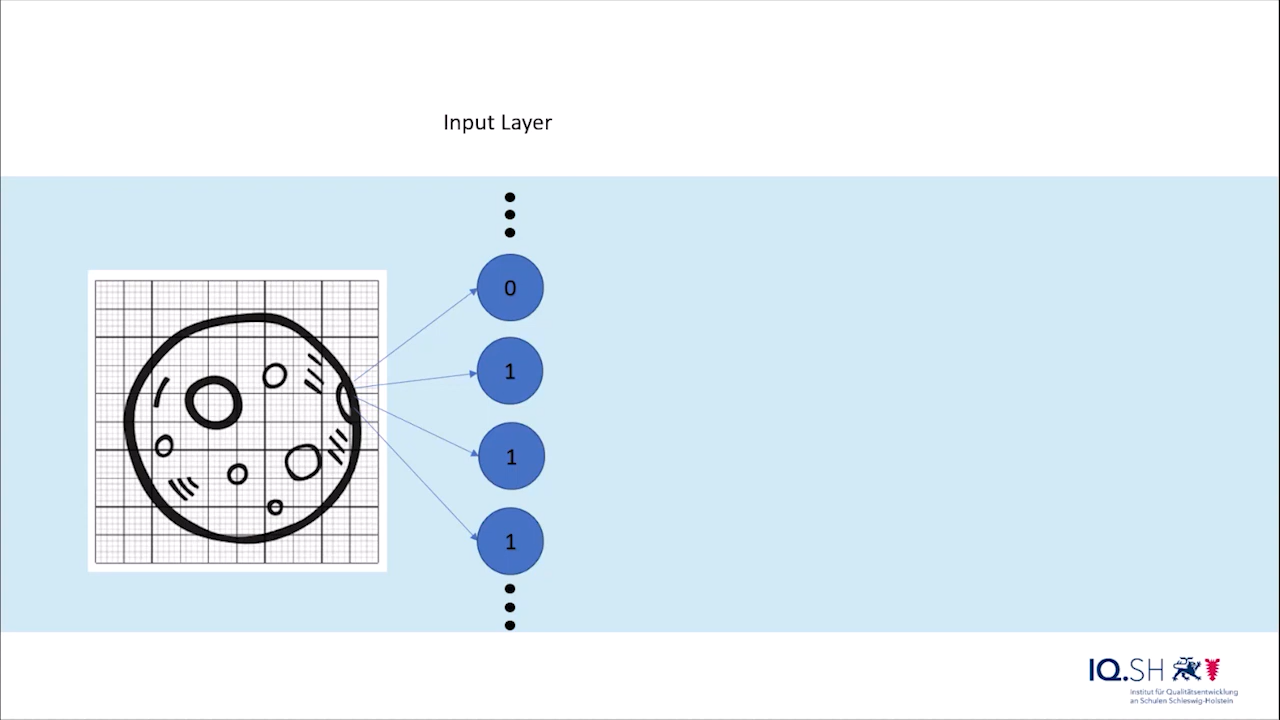 Input Layer
0
1
1
1
IQ.SH
Institut für Qualitätsentwicklung
an Schulen Schleswig-Holstein